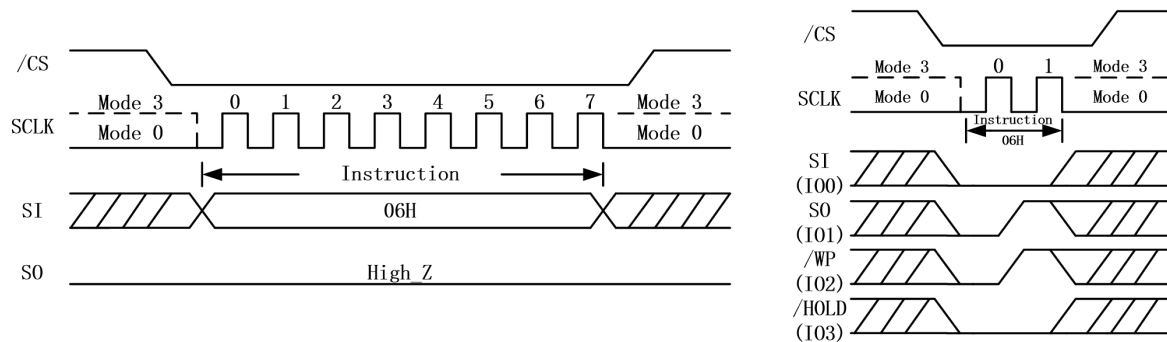 /CS
Mode 3 0 1 2 3 4 5 6 7 Mode 3
SCLK
Mode 0 Mode 0
Instruction
SI 06H
SO High_Z
/CS
Mode 3 0 1 Mode 3
SCLK Mode 0 Mode 0
Instruction
06H
SI
(IO0)
SO
(IO1)
/WP
(IO2)
/HOLD
(IO3)